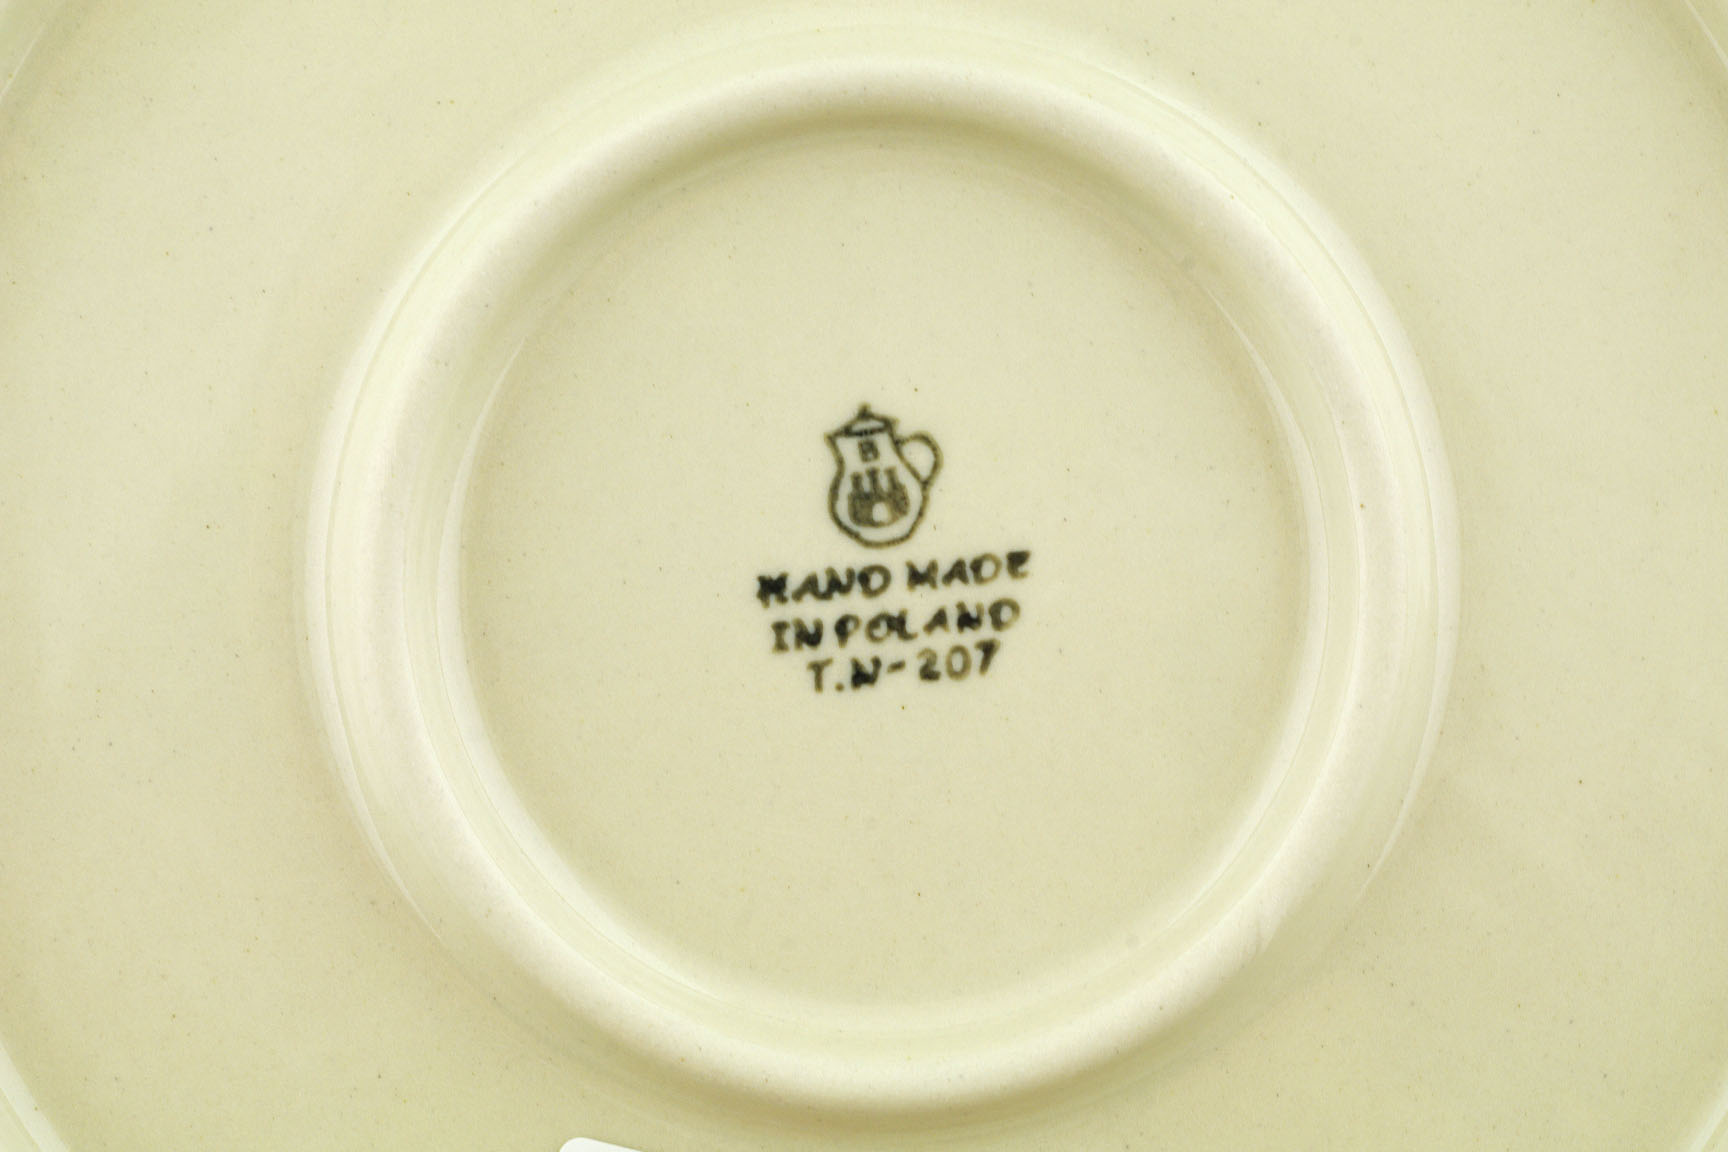 B
HAND MADE
IN POLAND
T.N-207